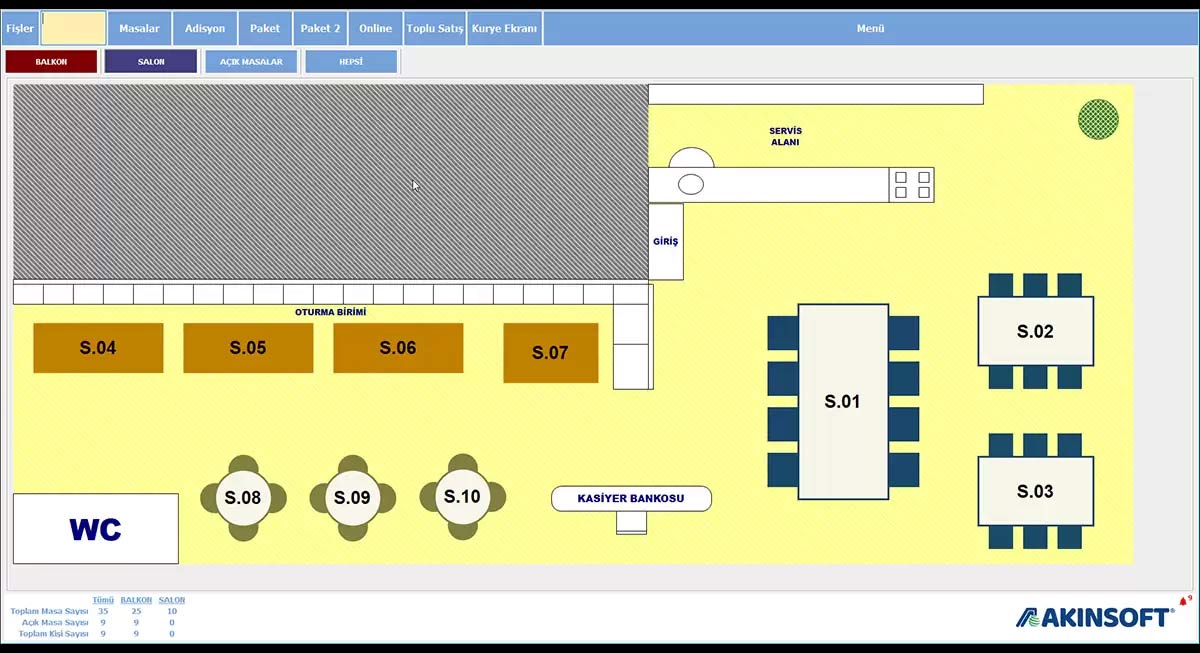 Fişler Masalar Adisyon Paket Paket 2 Online Toplu Satış Kurye Ekranı Menü
BALKON SALON AÇIK MASALAR HEPSİ
SERVİS
ALANI
GİRİŞ
OTURMA BİRİMİ
S.04 S.05 S.06 S.07
S.01
S.02
S.03
S.08 S.09 S.10
KASİYER BANKOSU
WC
Tümü BALKON SALON
Toplam Masa Sayısı 35 25 10
Açık Masa Sayısı 9 9 0
Toplam Kişi Sayısı 9 9 0
9
AKINSOFT®